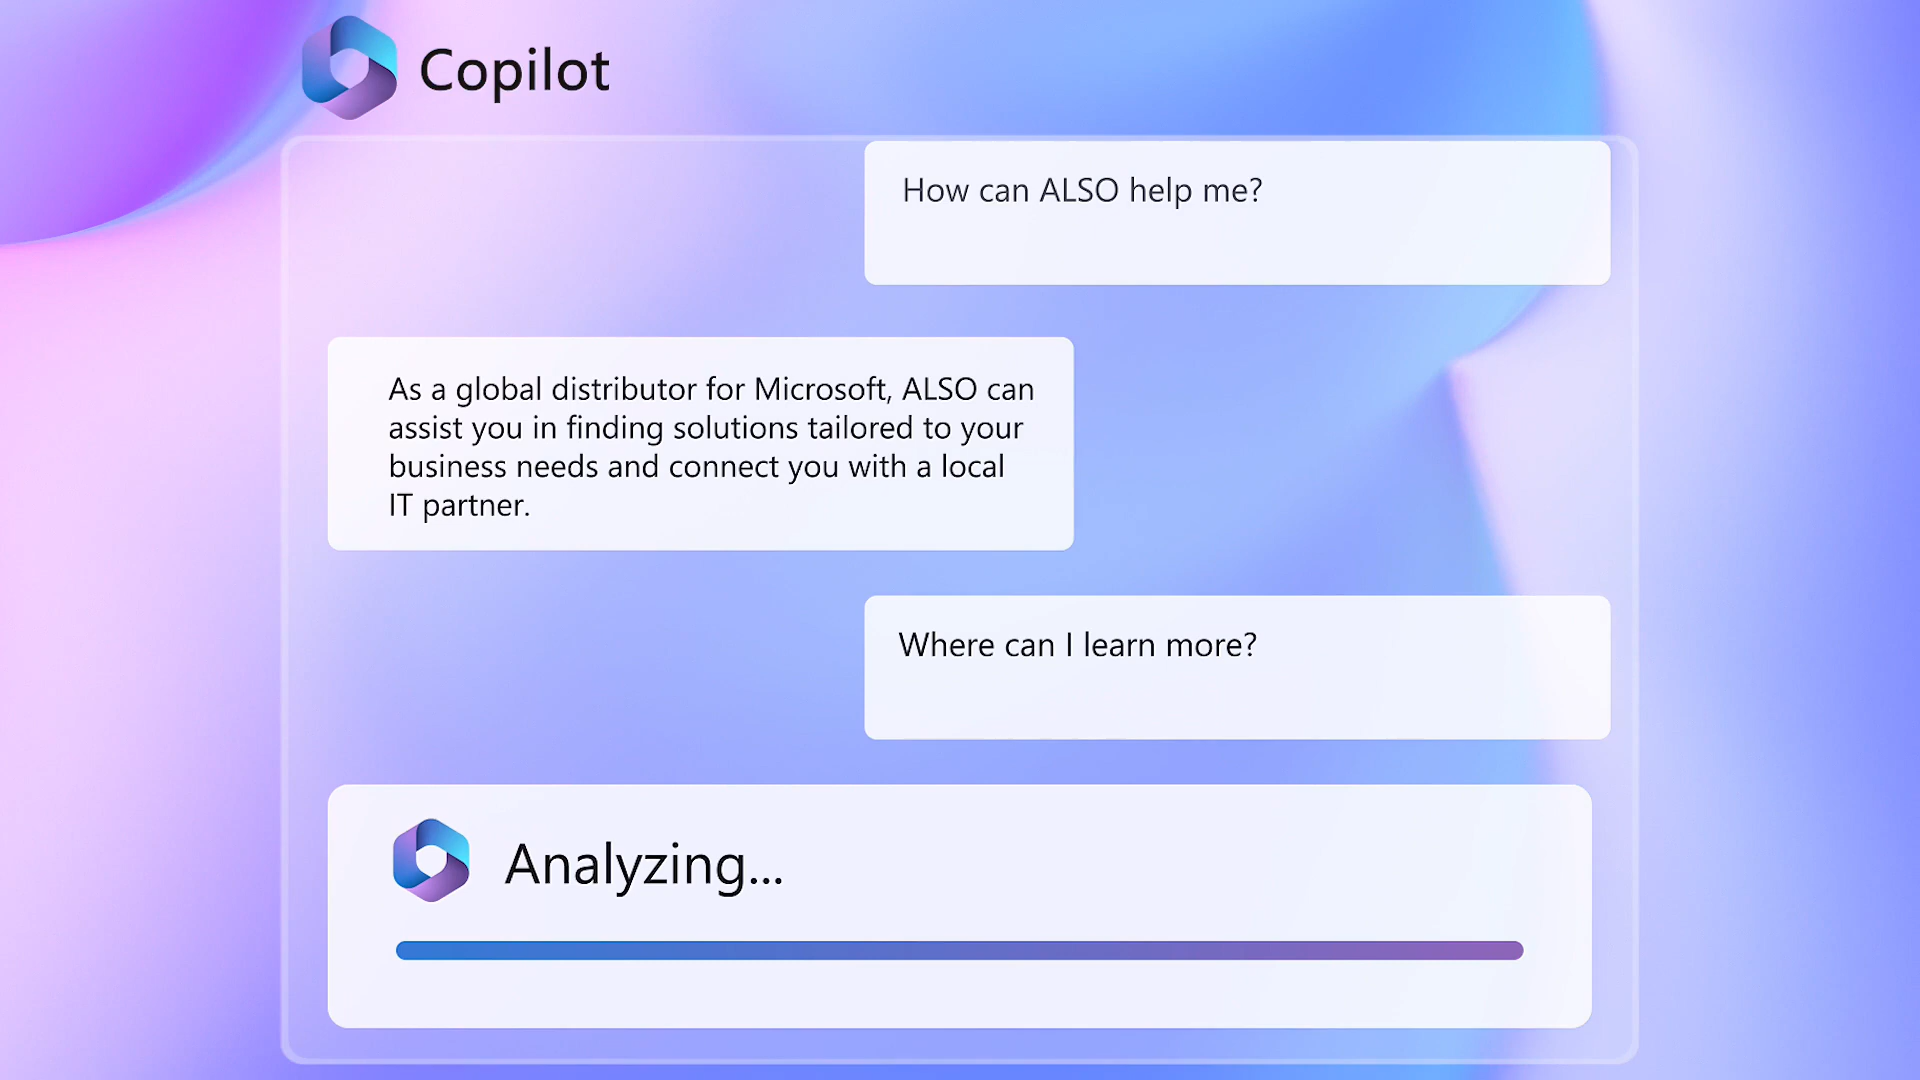 Copilot
How can ALSO help me?
As a global distributor for Microsoft, ALSO can
assist you in finding solutions tailored to your
business needs and connect you with a local
IT partner.
Where can I learn more?
Analyzing...